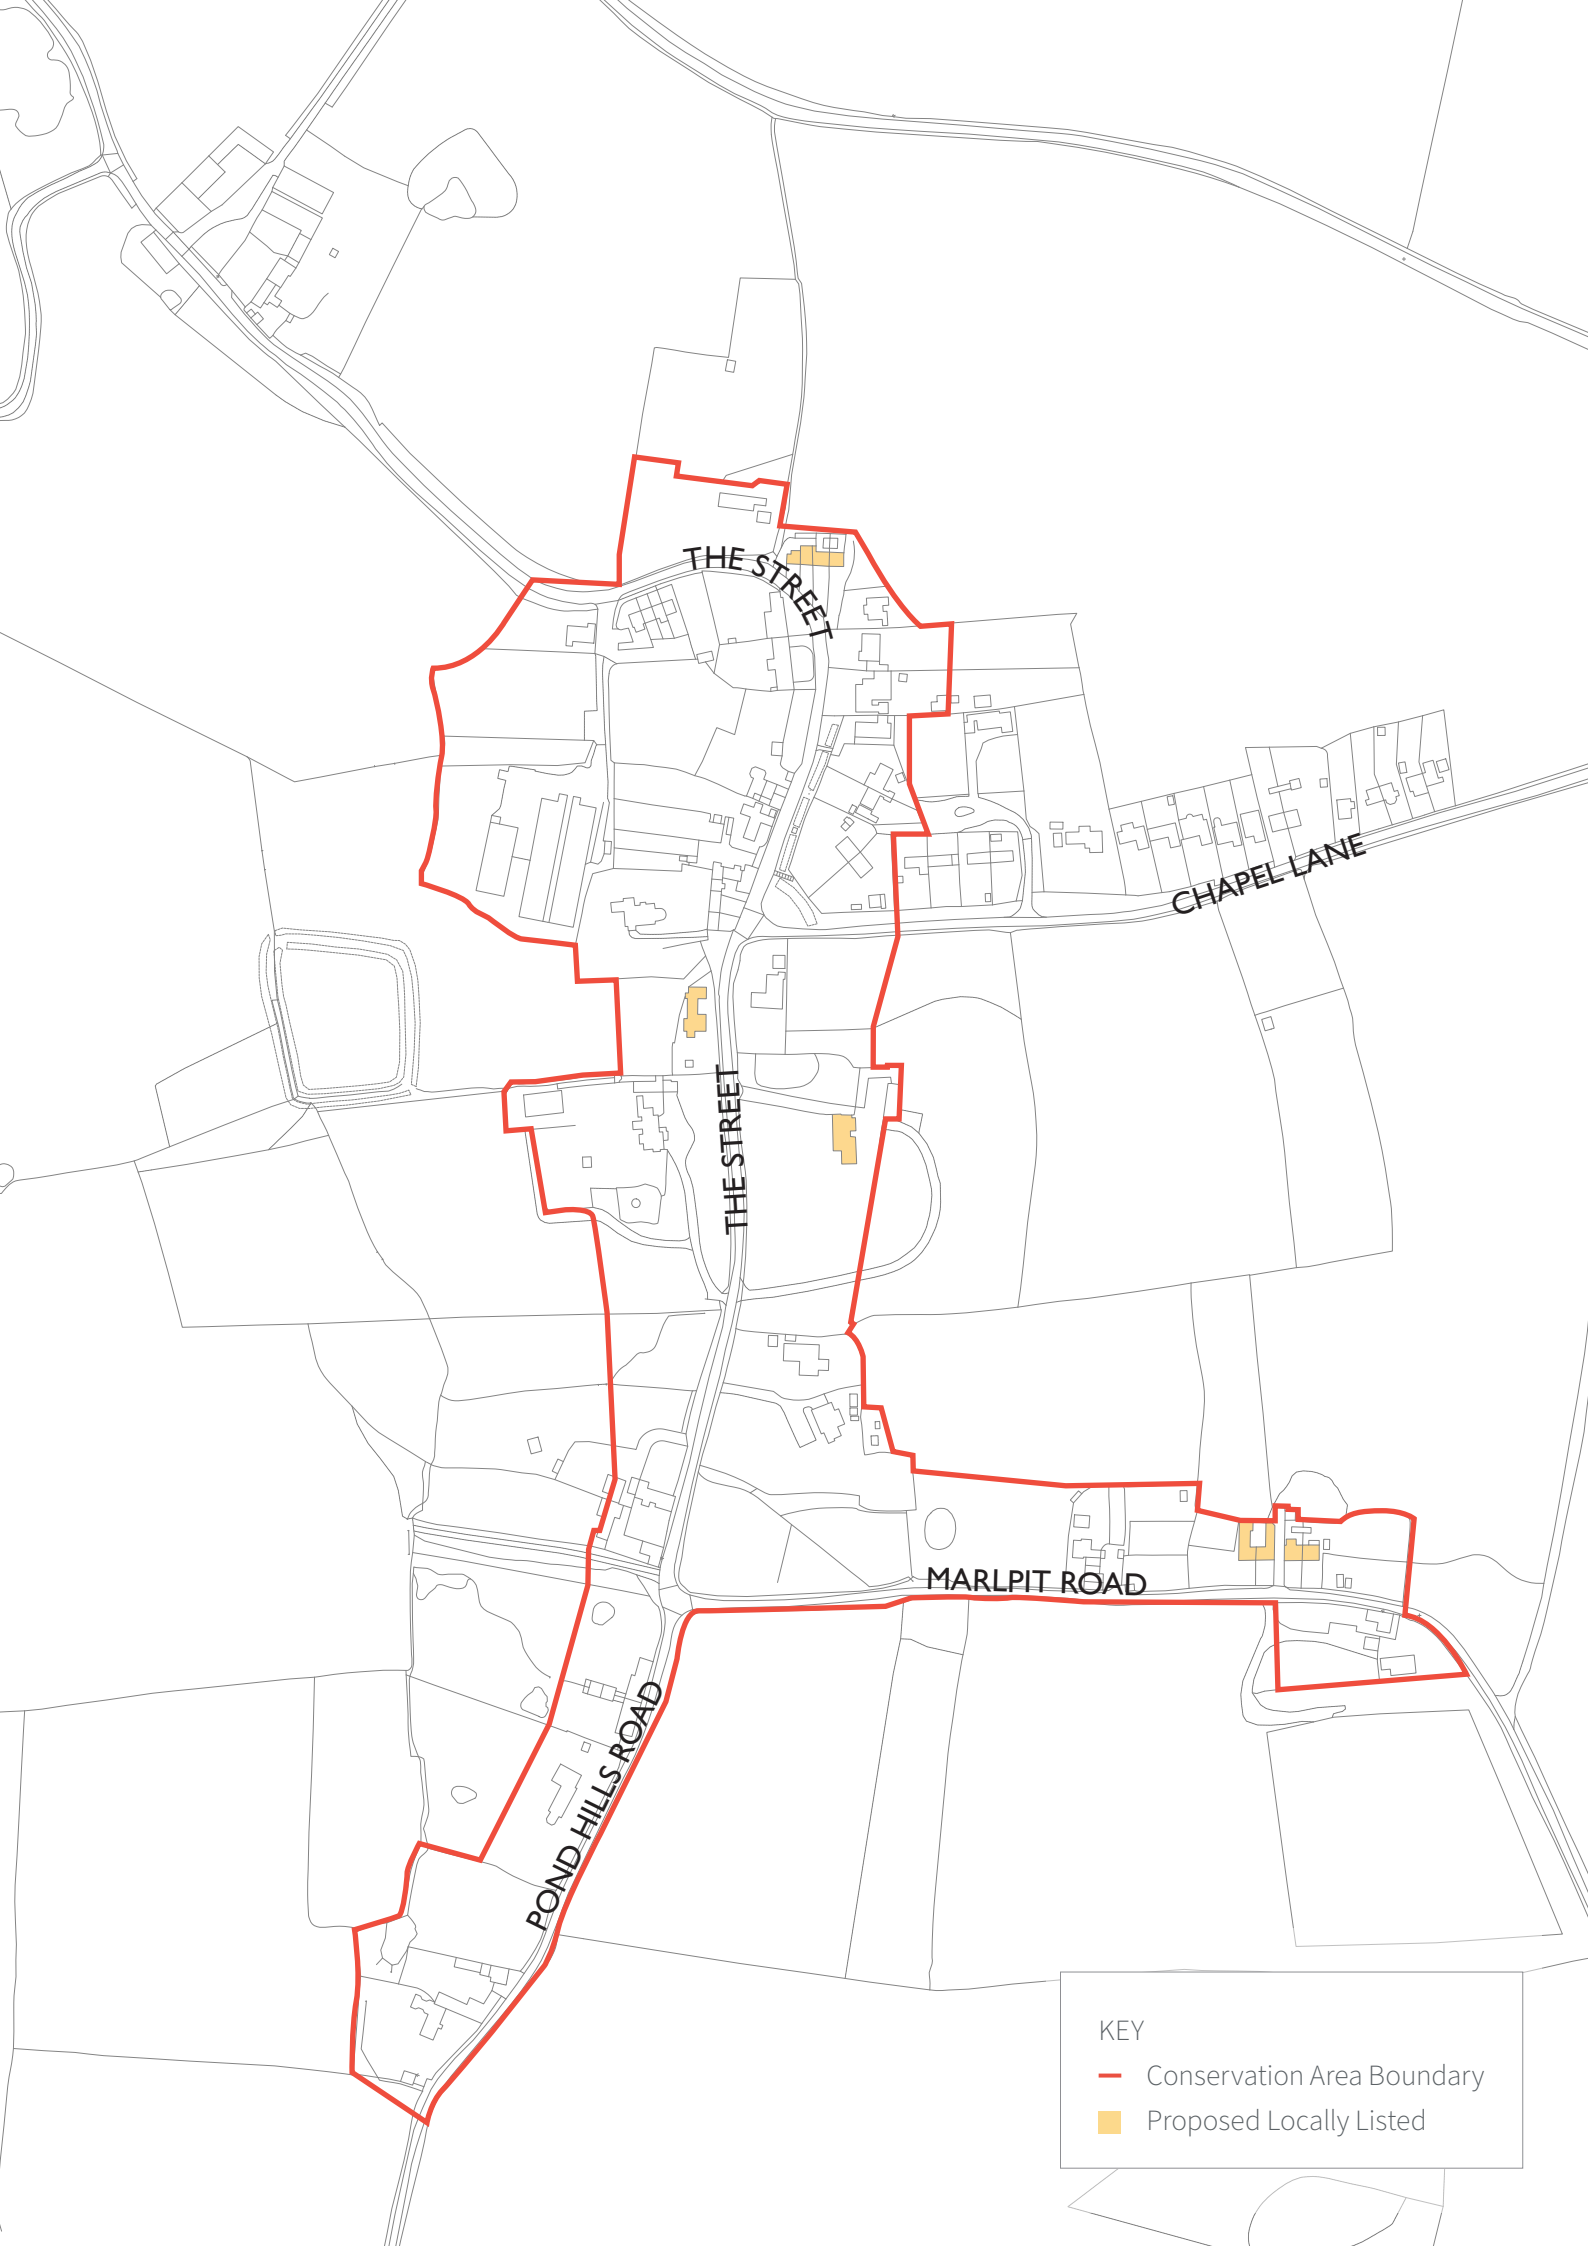 THE STREET
CHAPEL LANE
THE STREET
MARLPIT ROAD
POND HILLS ROAD
KEY
Conservation Area Boundary
Proposed Locally Listed